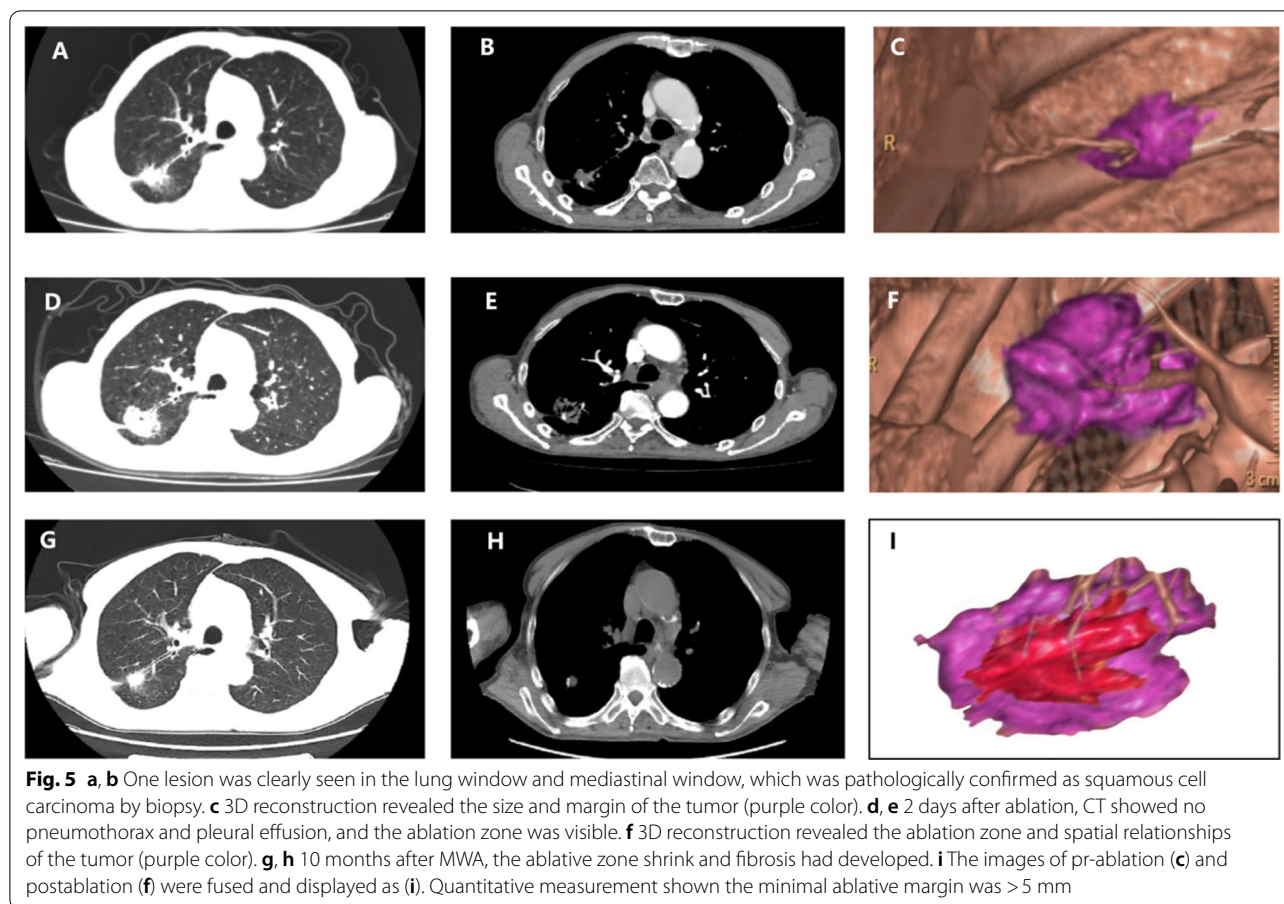 A
B
C
R
D
E
F
R
3 cm
G
H
I
Fig. 5 a, b One lesion was clearly seen in the lung window and mediastinal window, which was pathologically confirmed as squamous cell
carcinoma by biopsy. c 3D reconstruction revealed the size and margin of the tumor (purple color). d, e 2 days after ablation, CT showed no
pneumothorax and pleural effusion, and the ablation zone was visible. f 3D reconstruction revealed the ablation zone and spatial relationships
of the tumor (purple color). g, h 10 months after MWA, the ablative zone shrink and fibrosis had developed. i The images of pr-ablation (c) and
postablation (f) were fused and displayed as (i). Quantitative measurement shown the minimal ablative margin was > 5 mm